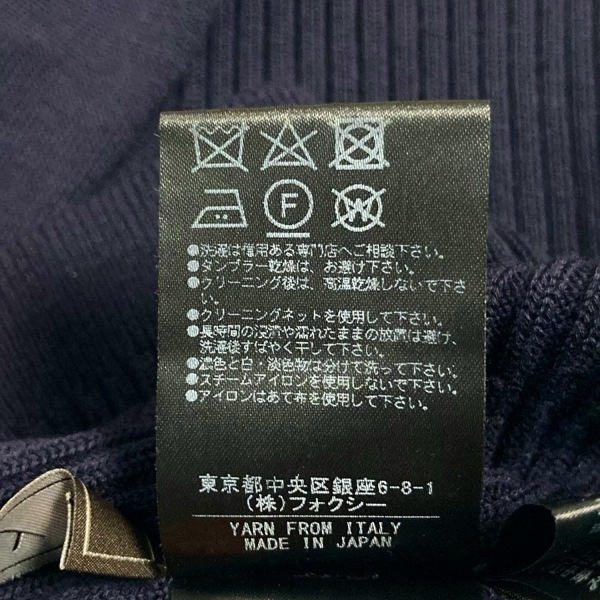 F W
●洗濯は信用ある専門店へご相談下さい。
●タンブラー乾燥は、お避け下さい。
●クリーニング後は、高温乾燥しないで下さ
い。
●クリーニングネットを使用して下さい。
●長時間の浸漬や濡れたままの放置は避け、
洗濯後すばやく干して下さい。
●濃色と白・淡色物は分けて洗って下さい。
●スチームアイロンを使用しないで下さい。
●アイロンはあて布を使用して下さい。
東京都中央区銀座6-8-1
(株)フォクシー
YARN FROM ITALY
MADE IN JAPAN